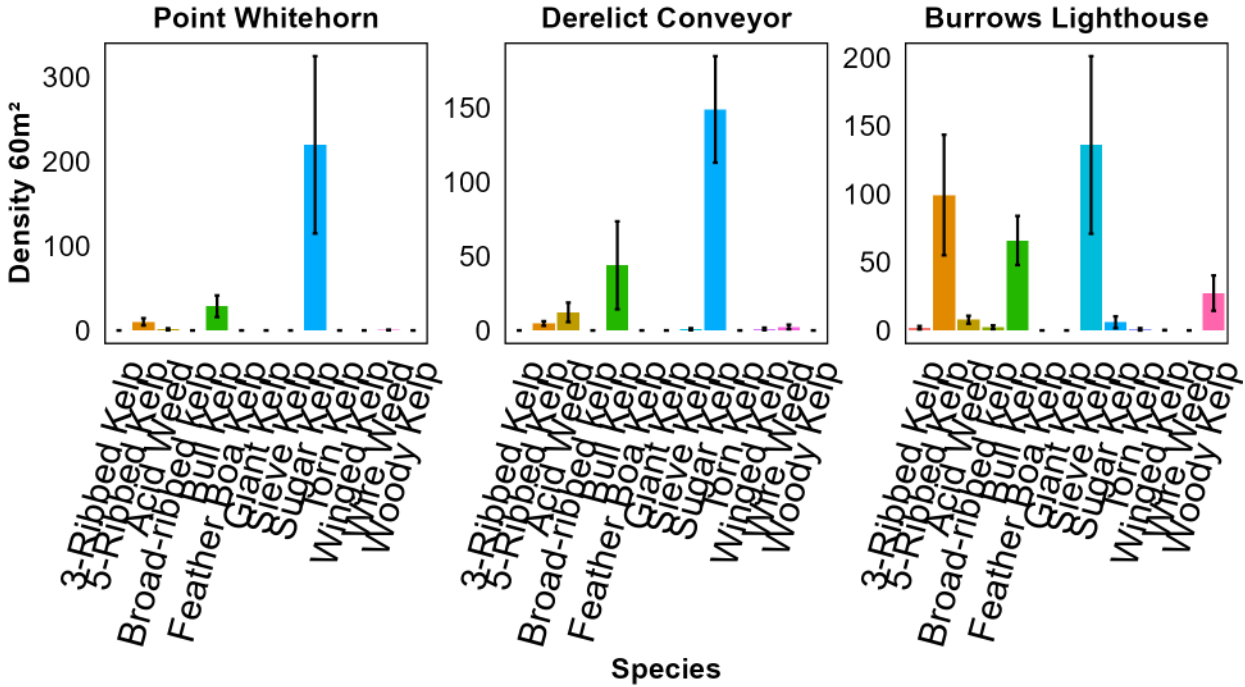 Point Whitehorn
Derelict Conveyor
Burrows Lighthouse
Density 60m²
300
200
100
0
150
100
50
0
200
150
100
50
0
3-Ribbed Kelp
5-Ribbed Kelp
Acid Weed
Broad-ribbed Kelp
Bull Kelp
Feather Boa Kelp
Giant Kelp
Sieve Kelp
Sugar Kelp
Torn Kelp
Winged Kelp
Wire Weed
Woody Kelp
3-Ribbed Kelp
5-Ribbed Kelp
Acid Weed
Broad-ribbed Kelp
Bull Kelp
Feather Boa Kelp
Giant Kelp
Sieve Kelp
Sugar Kelp
Torn Kelp
Winged Kelp
Wire Weed
Woody Kelp
3-Ribbed Kelp
5-Ribbed Kelp
Acid Weed
Broad-ribbed Kelp
Bull Kelp
Feather Boa Kelp
Giant Kelp
Sieve Kelp
Sugar Kelp
Torn Kelp
Winged Kelp
Wire Weed
Woody Kelp
Species